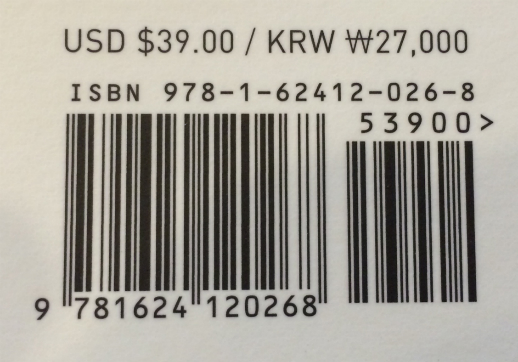 USD $39.00 / KRW ₩27,000
ISBN 978-1-62412-026-8
53900>
9 781624 120268